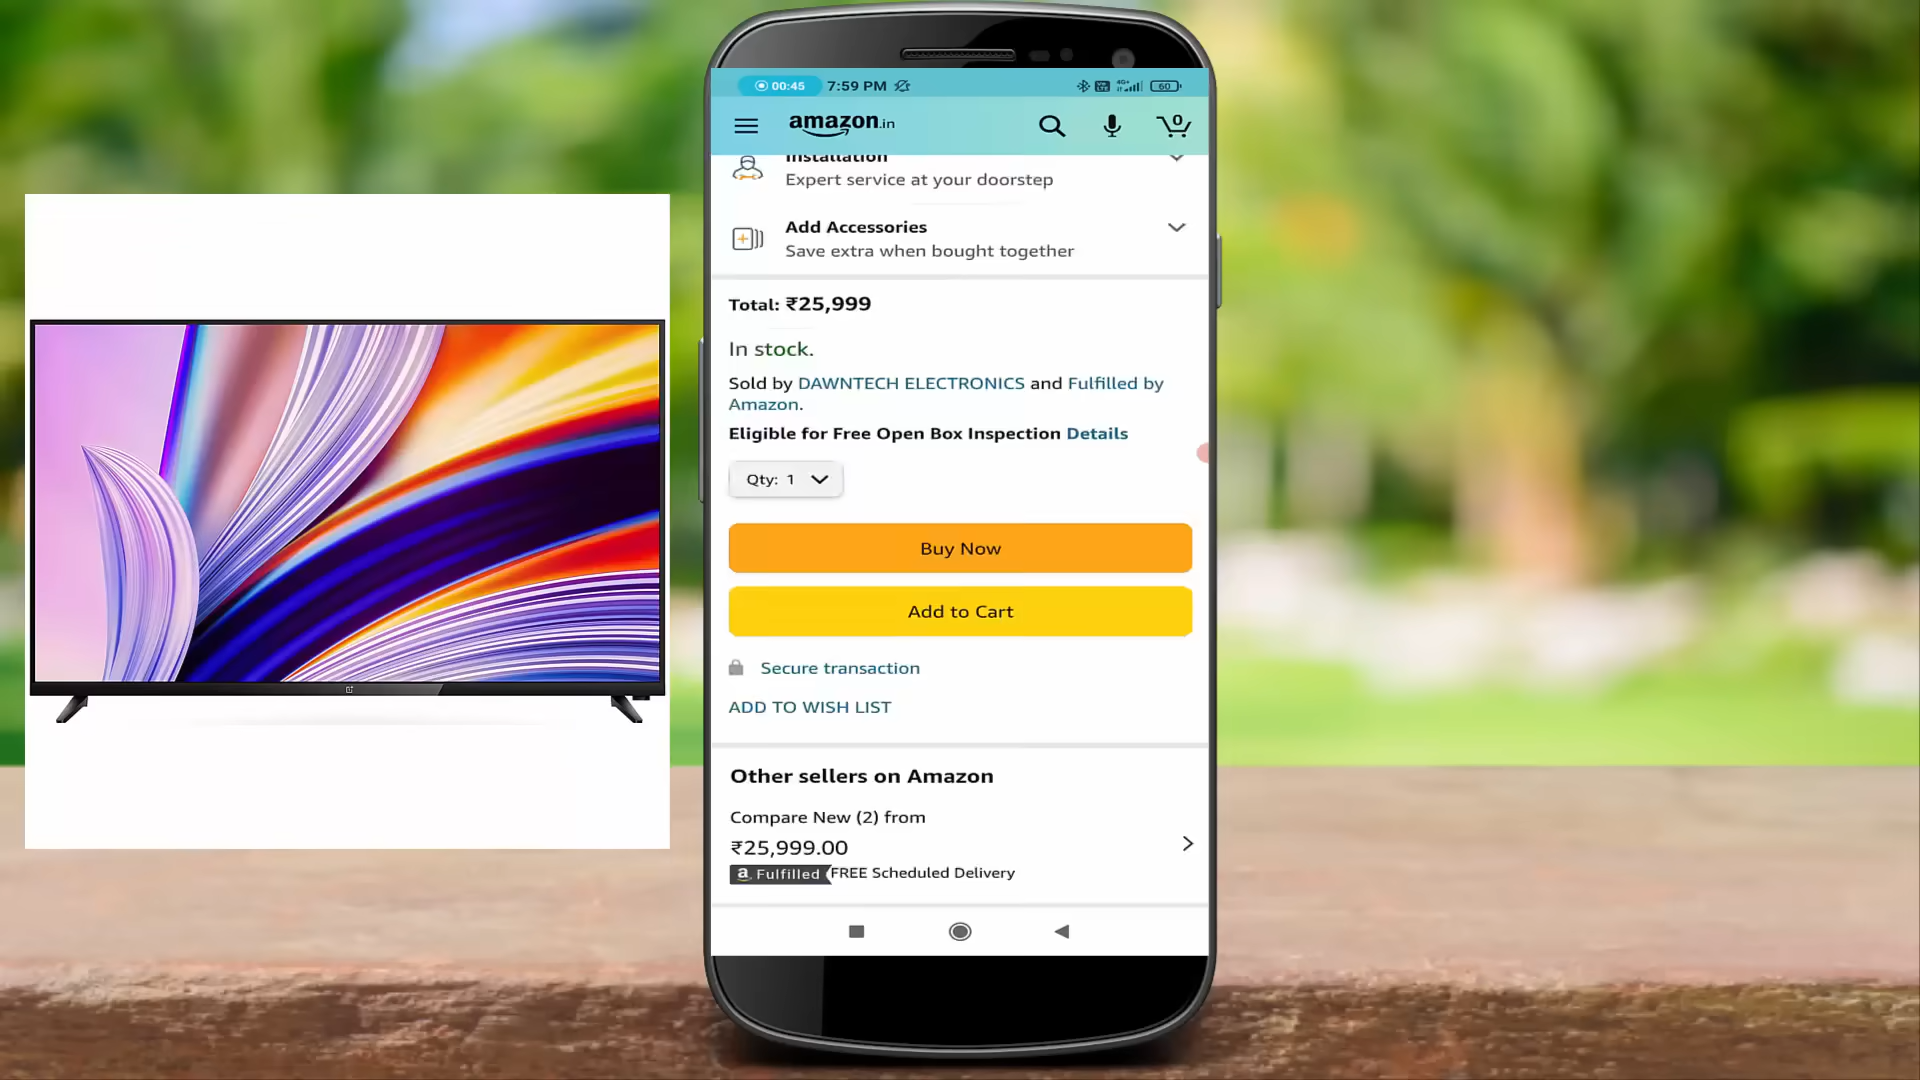 00:45 7:59 PM 4G+ 60
amazon.in 0
Installation
Expert service at your doorstep
Add Accessories
Save extra when bought together
Total: ₹25,999
In stock.
Sold by DAWNTECH ELECTRONICS and Fulfilled by
Amazon.
Eligible for Free Open Box Inspection Details
Qty: 1
Buy Now
Add to Cart
Secure transaction
ADD TO WISH LIST
Other sellers on Amazon
Compare New (2) from
₹25,999.00
a Fulfilled FREE Scheduled Delivery